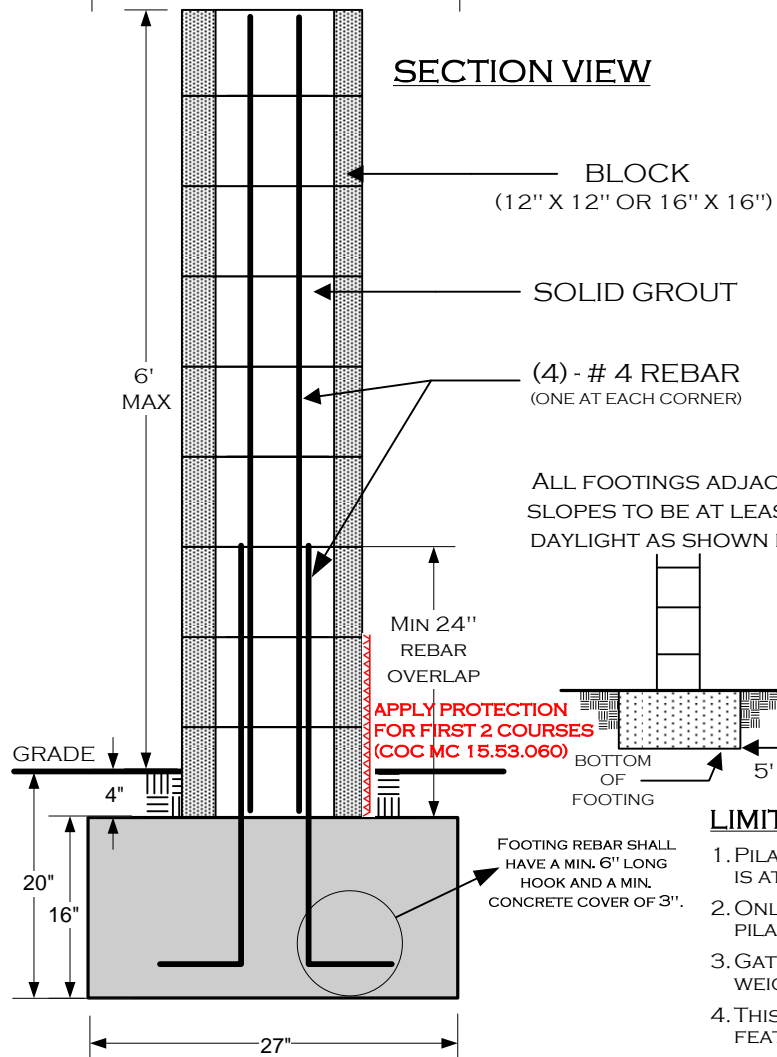 SECTION VIEW
BLOCK
(12" X 12" OR 16" X 16")
SOLID GROUT
6'
MAX
(4) - # 4 REBAR
(ONE AT EACH CORNER)
ALL FOOTINGS ADJAC
SLOPES TO BE AT LEAS
DAYLIGHT AS SHOWN
MIN 24"
REBAR
OVERLAP
APPLY PROTECTION
FOR FIRST 2 COURSES
(COC MC 15.53.060)
GRADE
4"
BOTTOM
OF
FOOTING
5'
20"
16"
FOOTING REBAR SHALL
HAVE A MIN. 6" LONG
HOOK AND A MIN.
CONCRETE COVER OF 3".
LIMIT
1. PILA
IS AT
2. ONL
PILA
3. GAT
WEIG
4. THIS
FEAT
27"